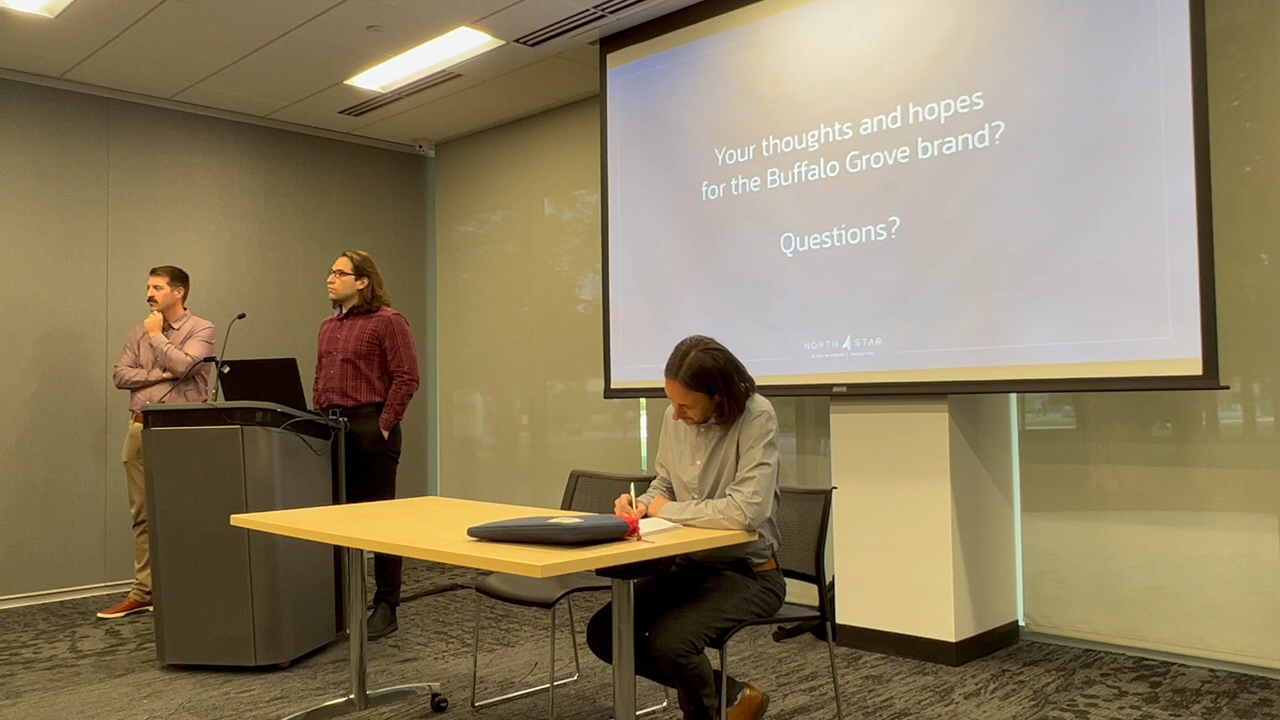 Your thoughts and hopes
for the Buffalo Grove brand?
Questions?
NORTH STAR